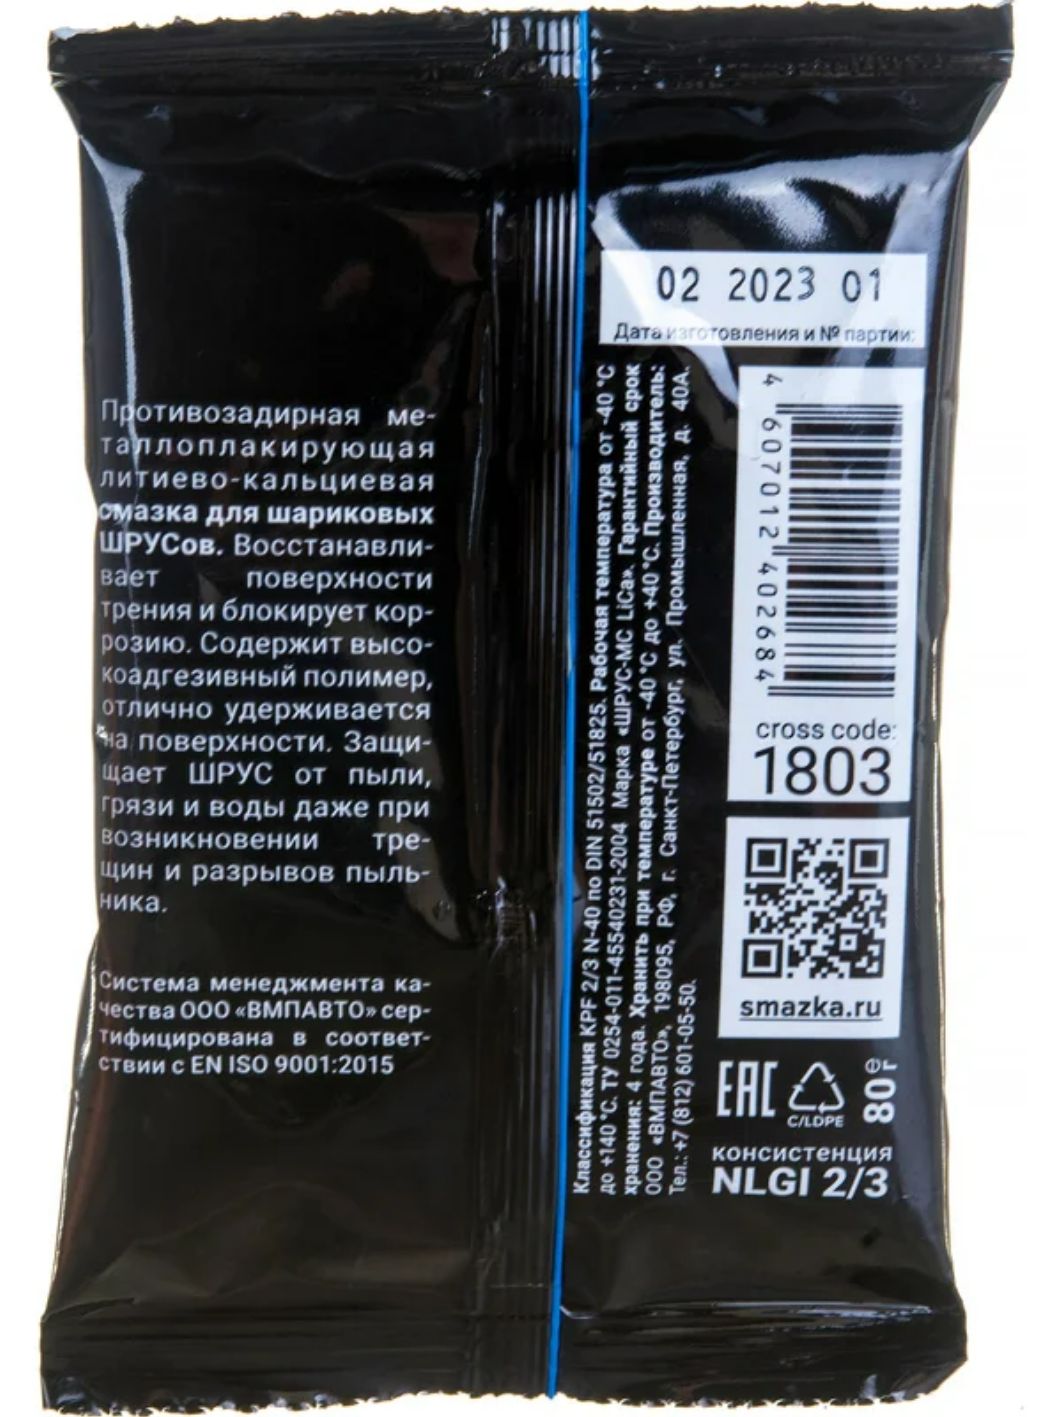 Противозадирная ме-
таллоплакирующая
литиево-кальциевая
смазка для шариковых
ШРУСов. Восстанавли-
вает поверхности
трения и блокирует кор-
розию. Содержит высо-
коадгезивный полимер,
отлично удерживается
на поверхности. Защи-
щает ШРУС от пыли,
грязи и воды даже при
возникновении тре-
щин и разрывов пыль-
ника.
Система менеджмента ка-
чества ООО «ВМПАВТО» сер-
тифицирована в соответ-
ствии с EN ISO 9001:2015
02 2023 01
Дата изготовления и № партии:
Классификация KPF 2/3 N-40 по DIN 51502/51825. Рабочая температура от -40 °C
до +140 °C. ТУ 0254-011-45540231-2004 Марка «ШРУС-МС LiCa». Гарантийный срок
хранения: 4 года. Хранить при температуре от -40 °C до +40 °C. Производитель:
ООО «ВМПАВТО», 198095, РФ, г. Санкт-Петербург, ул. Промышленная, д. 40А.
Тел.: +7 (812) 601-05-50.
4 607012 402684
cross code:
1803
smazka.ru
EAC
C/LDPE
80 г
℮
консистенция
NLGI 2/3